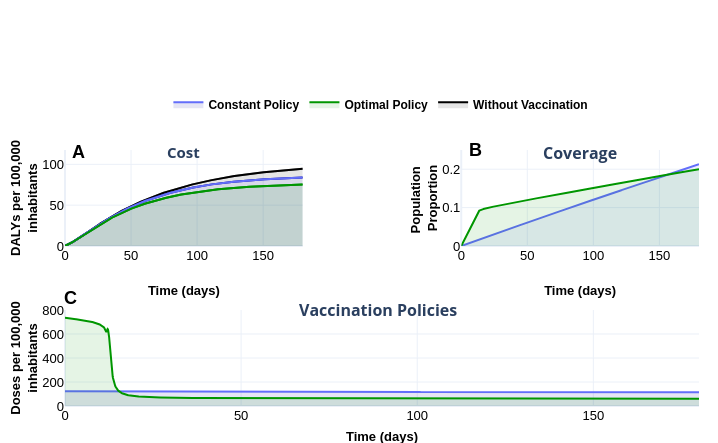 Constant Policy Optimal Policy Without Vaccination
A Cost
DALYs per 100,000
inhabitants
100
50
0
0 50 100 150
Time (days)
B Coverage
Population
Proportion
0.2
0.1
0
0 50 100 150
Time (days)
C Vaccination Policies
Doses per 100,000
inhabitants
800
600
400
200
0
0 50 100 150
Time (days)